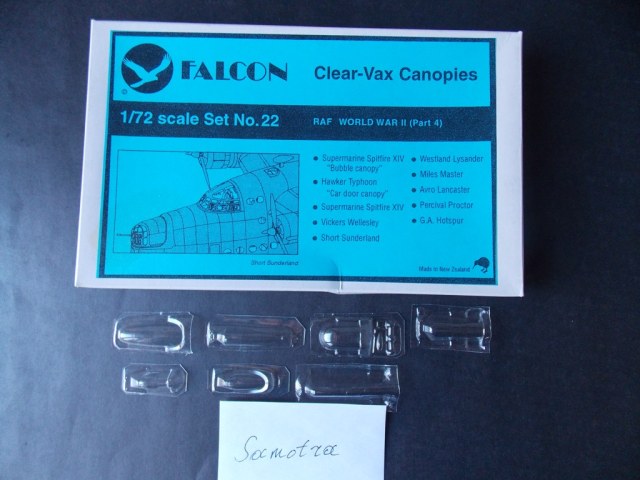 FALCON
Clear-Vax Canopies
1/72 scale Set No.22
RAF WORLD WAR II (Part 4)
Supermarine Spitfire XIV
"Bubble canopy"
Hawker Typhoon
"Car door canopy"
Supermarine Spitfire XIV
Vickers Wellesley
Short Sunderland
Westland Lysander
Miles Master
Avro Lancaster
Percival Proctor
G.A. Hotspur
Short Sunderland
Made in New Zealand
Samotra